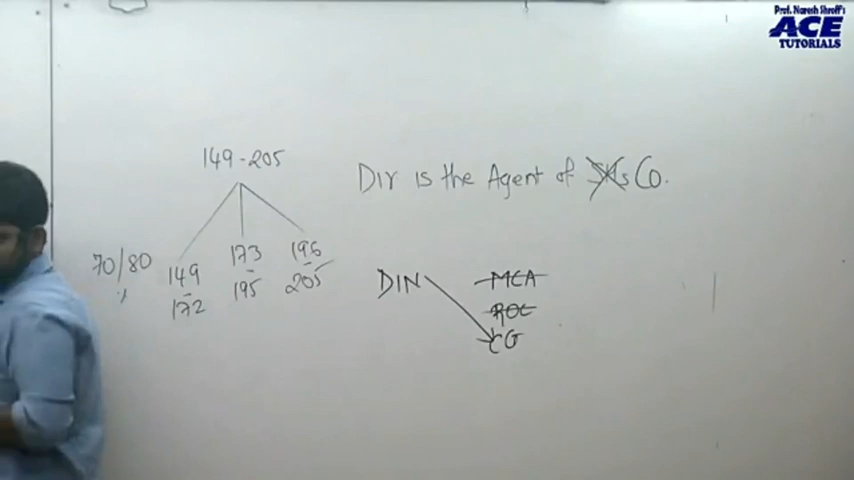 Prof. Naresh Shroff's
ACE
TUTORIALS
149-205
Dir is the Agent of Co.
70/80 %
149 - 172
173 - 195
196 - 205
DIN
MCA
ROC
CG